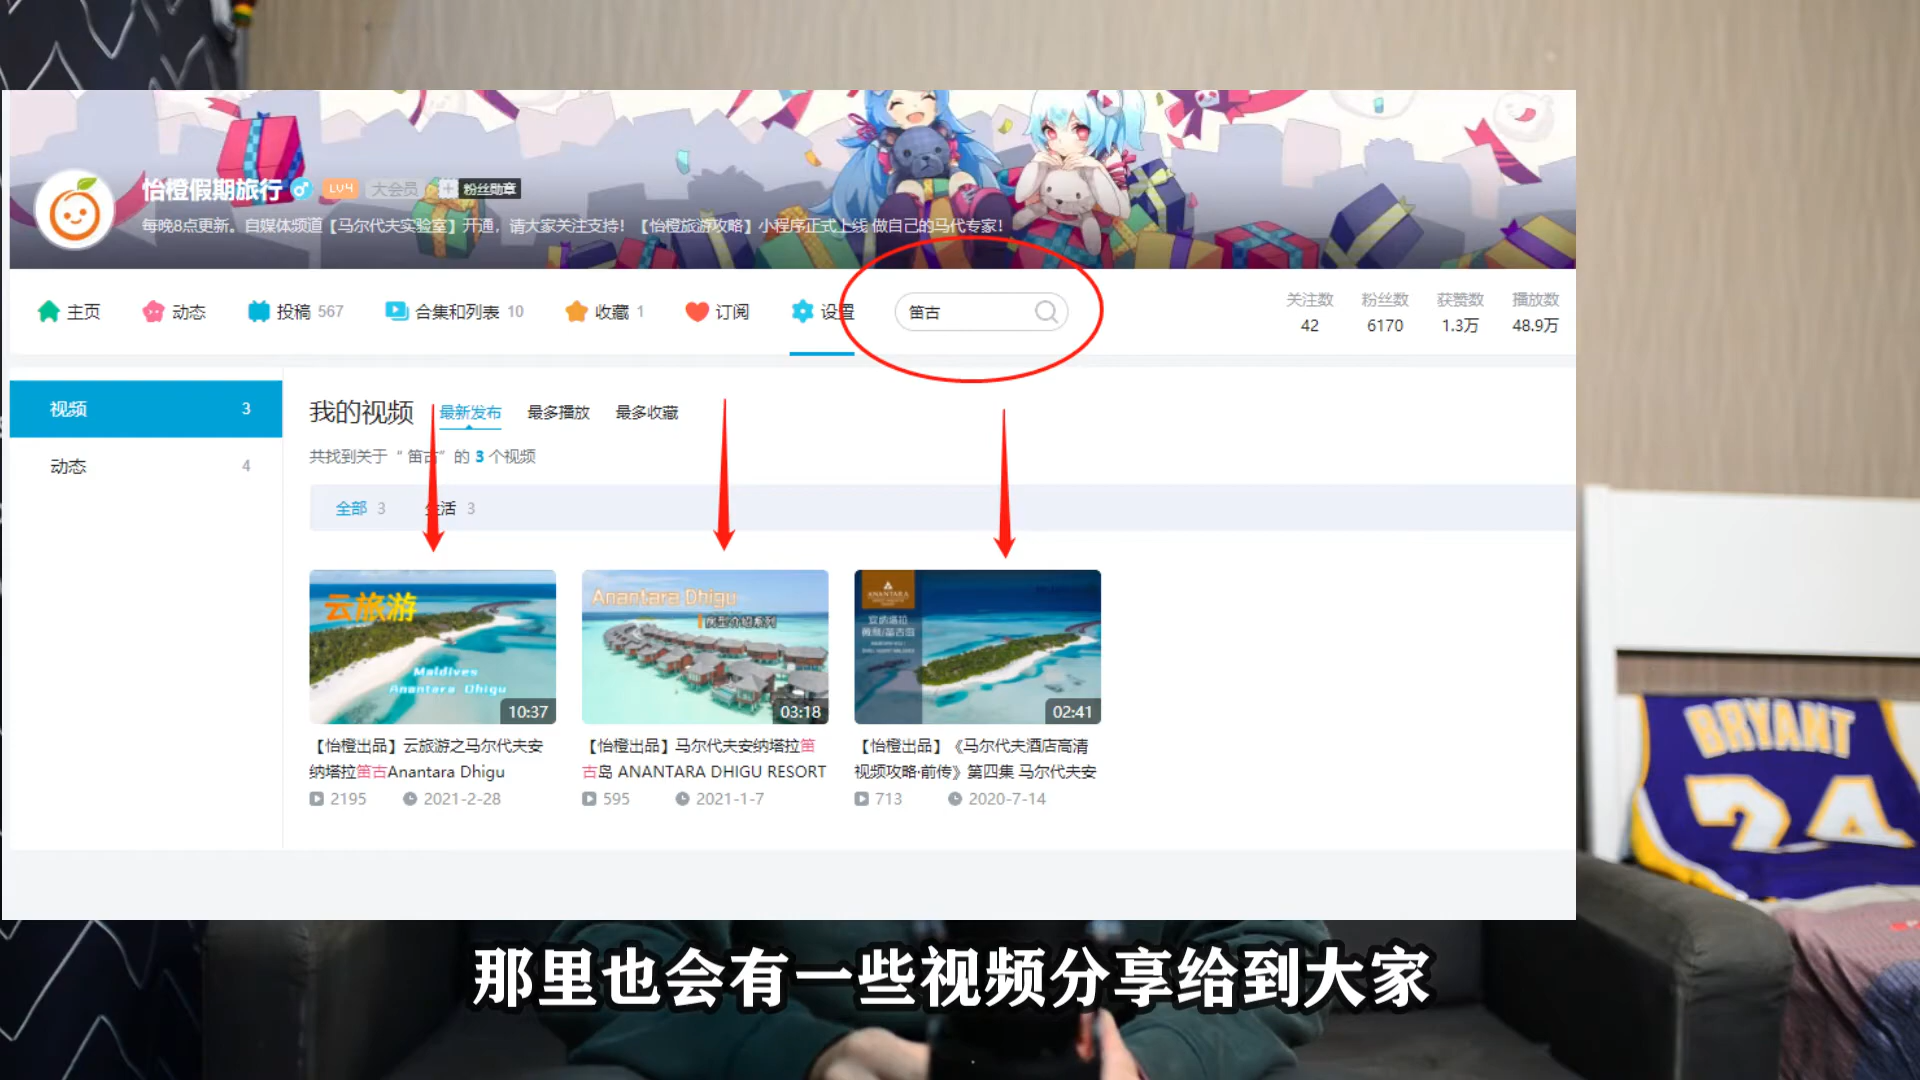 怡橙假期旅行 LV4 大会员 + 粉丝勋章
每晚8点更新。自媒体频道【马尔代夫实验室】开通，请大家关注支持！【怡橙旅游攻略】小程序正式上线 做自己的马代专家！
主页 动态 投稿 567 合集和列表 10 收藏 1 订阅 设置 笛古
关注数 粉丝数 获赞数 播放数
42 6170 1.3万 48.9万
视频 3
动态 4
我的视频 最新发布 最多播放 最多收藏
共找到关于“笛古”的 3 个视频
全部 3 生活 3
云旅游
Maldives
Anantara Dhigu
10:37
Anantara Dhigu
房型介绍系列
03:18
ANANTARA
02:41
【怡橙出品】云旅游之马尔代夫安
纳塔拉笛古Anantara Dhigu
2195 2021-2-28
【怡橙出品】马尔代夫安纳塔拉笛
古岛 ANANTARA DHIGU RESORT
595 2021-1-7
【怡橙出品】《马尔代夫酒店高清
视频攻略·前传》第四集 马尔代夫安
713 2020-7-14
BRYANT
24
那里也会有一些视频分享给到大家